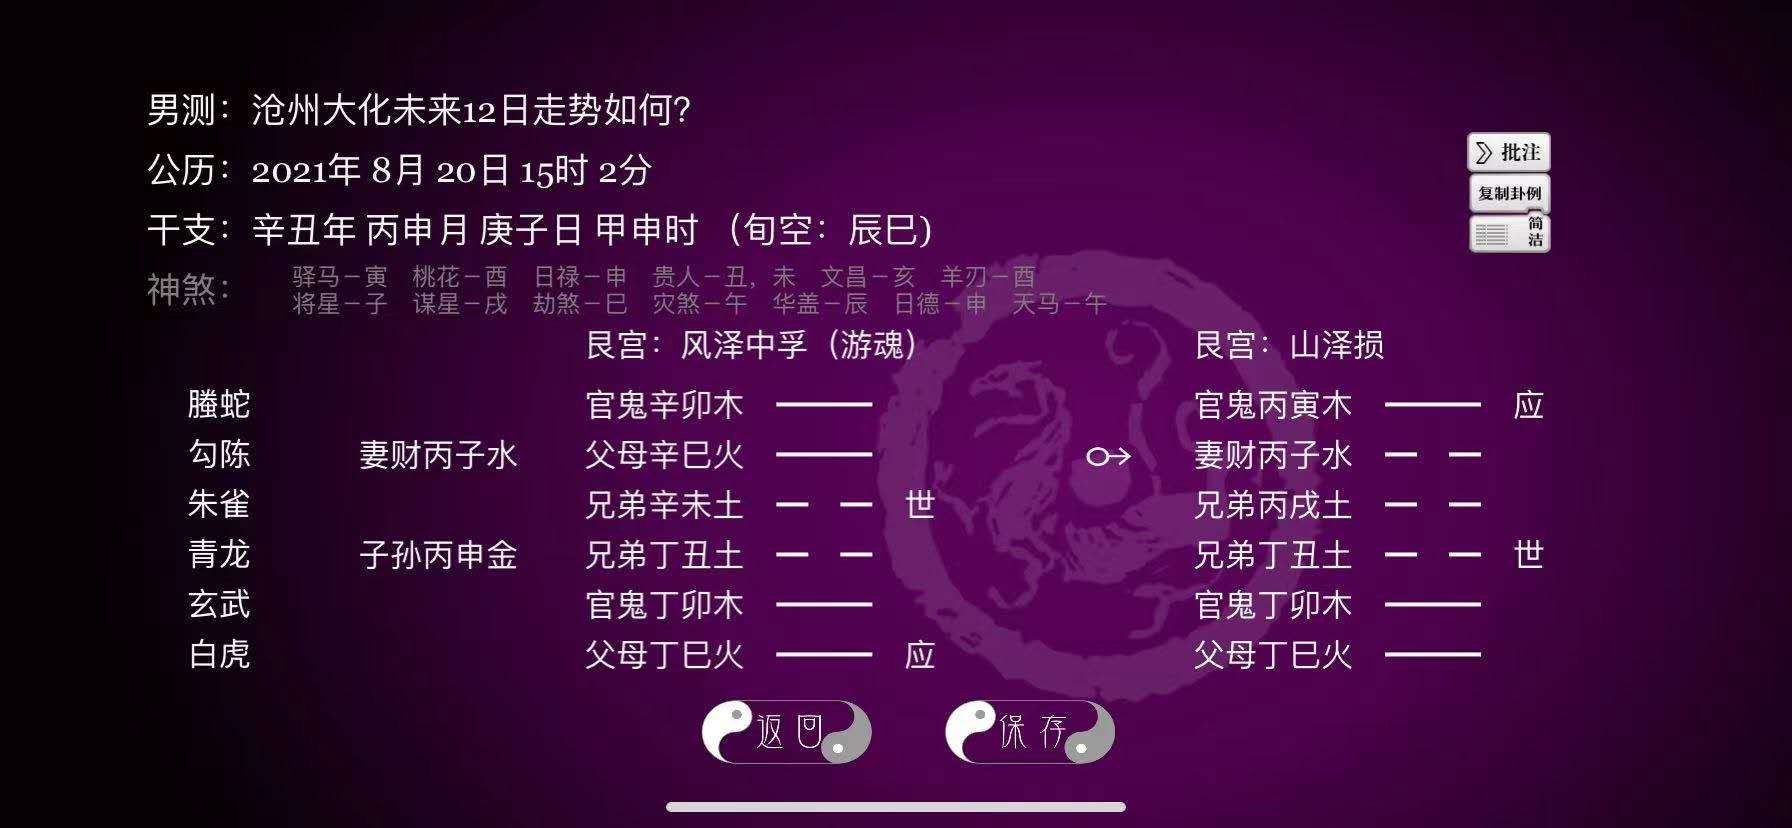 男测：沧州大化未来12日走势如何？
公历：2021年 8月 20日 15时 2分
批注
复制卦例
简洁
干支：辛丑年 丙申月 庚子日 甲申时 （旬空：辰巳）
神煞：
驿马－寅 桃花－酉 日禄－申 贵人－丑，未 文昌－亥 羊刃－酉
将星－子 谋星－戌 劫煞－巳 灾煞－午 华盖－辰 日德－申 天马－午
艮宫：风泽中孚（游魂） 艮宫：山泽损
螣蛇 官鬼辛卯木 官鬼丙寅木 应
勾陈 妻财丙子水 父母辛巳火 妻财丙子水
朱雀 兄弟辛未土 世 兄弟丙戌土
青龙 子孙丙申金 兄弟丁丑土 兄弟丁丑土 世
玄武 官鬼丁卯木 官鬼丁卯木
白虎 父母丁巳火 应 父母丁巳火
返回 保存